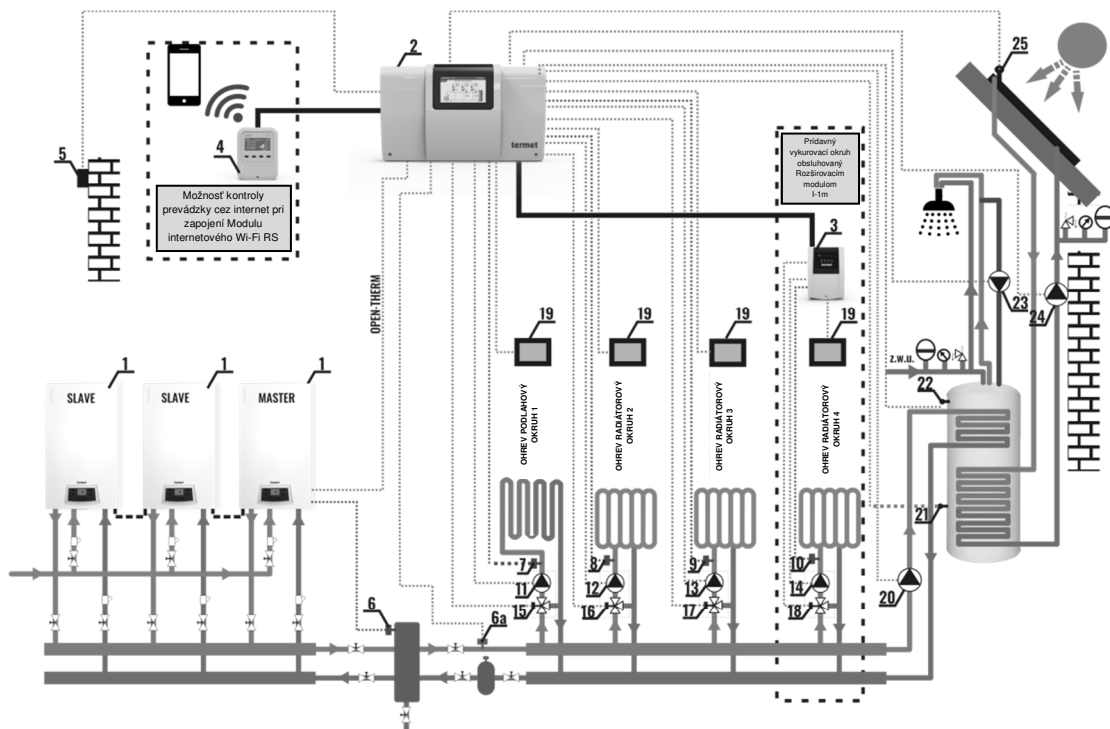 2
25
termet
4
5
Možnosť kontroly
prevádzky cez internet pri
zapojení Modulu
internetového Wi-Fi RS
Prídavný
vykurovací okruh
obsluhovaný
Rozširovacím
modulom
I-1m
3
23
24
OPEN-THERM
19
19
19
19
z.w.u.
22
1
1
1
SLAVE
SLAVE
MASTER
OHREV PODLAHOVÝ
OKRUH 1
OHREV RADIÁTOROVÝ
OKRUH 2
OHREV RADIÁTOROVÝ
OKRUH 3
OHREV RADIÁTOROVÝ
OKRUH 4
21
7
8
9
10
11
12
13
14
20
15
16
17
18
6
6a